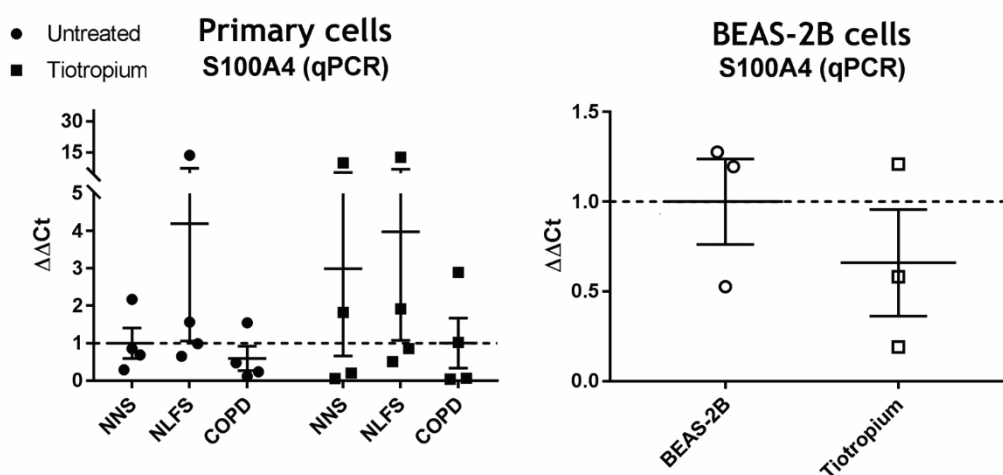 Untreated
Tiotropium
Primary cells
S100A4 (qPCR)
ΔΔCt
30
15
5
4
3
2
1
0
NNS
NLFS
COPD
NNS
NLFS
COPD
BEAS-2B cells
S100A4 (qPCR)
ΔΔCt
1.5
1.0
0.5
0.0
BEAS-2B
Tiotropium